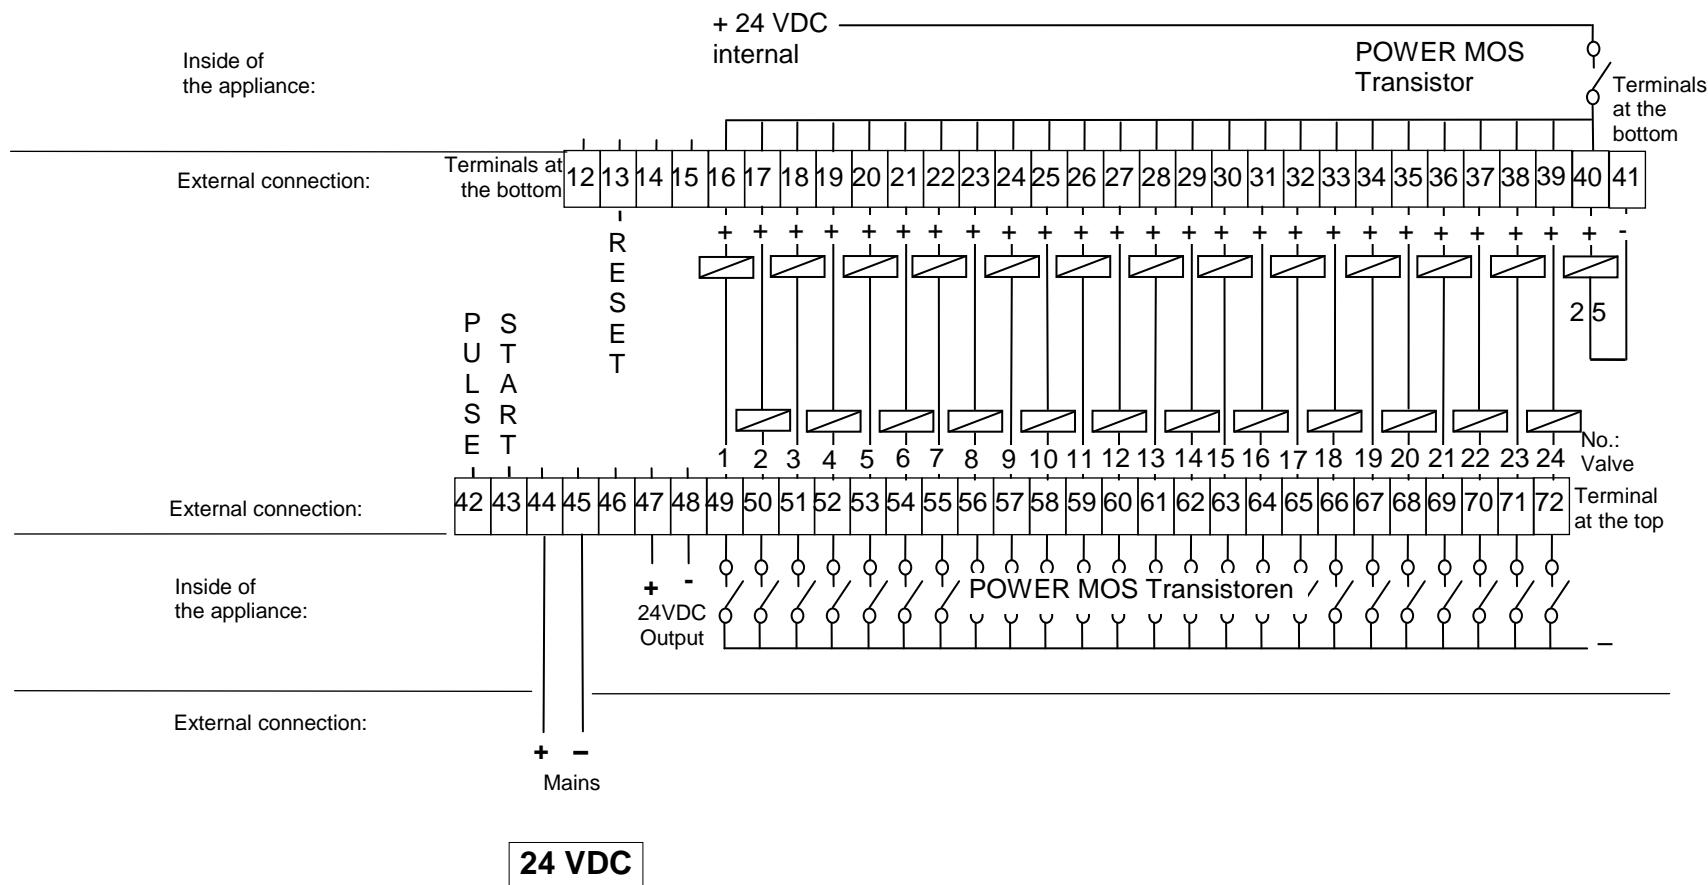 + 24 VDC
internal
POWER MOS
Transistor
Inside of
the appliance:
Terminals
at the
bottom
External connection:
Terminals at
the bottom
12 13 14 15 16 17 18 19 20 21 22 23 24 25 26 27 28 29 30 31 32 33 34 35 36 37 38 39 40 41
+ + + + + + + + + + + + + + + + + + + + + + + + + -
RESET
2 5
PULSE
START
No.:
Valve
1 2 3 4 5 6 7 8 9 10 11 12 13 14 15 16 17 18 19 20 21 22 23 24
External connection:
42 43 44 45 46 47 48 49 50 51 52 53 54 55 56 57 58 59 60 61 62 63 64 65 66 67 68 69 70 71 72
Terminal
at the top
Inside of
the appliance:
+ -
24VDC
Output
POWER MOS Transistoren
–
External connection:
+ –
Mains
24 VDC